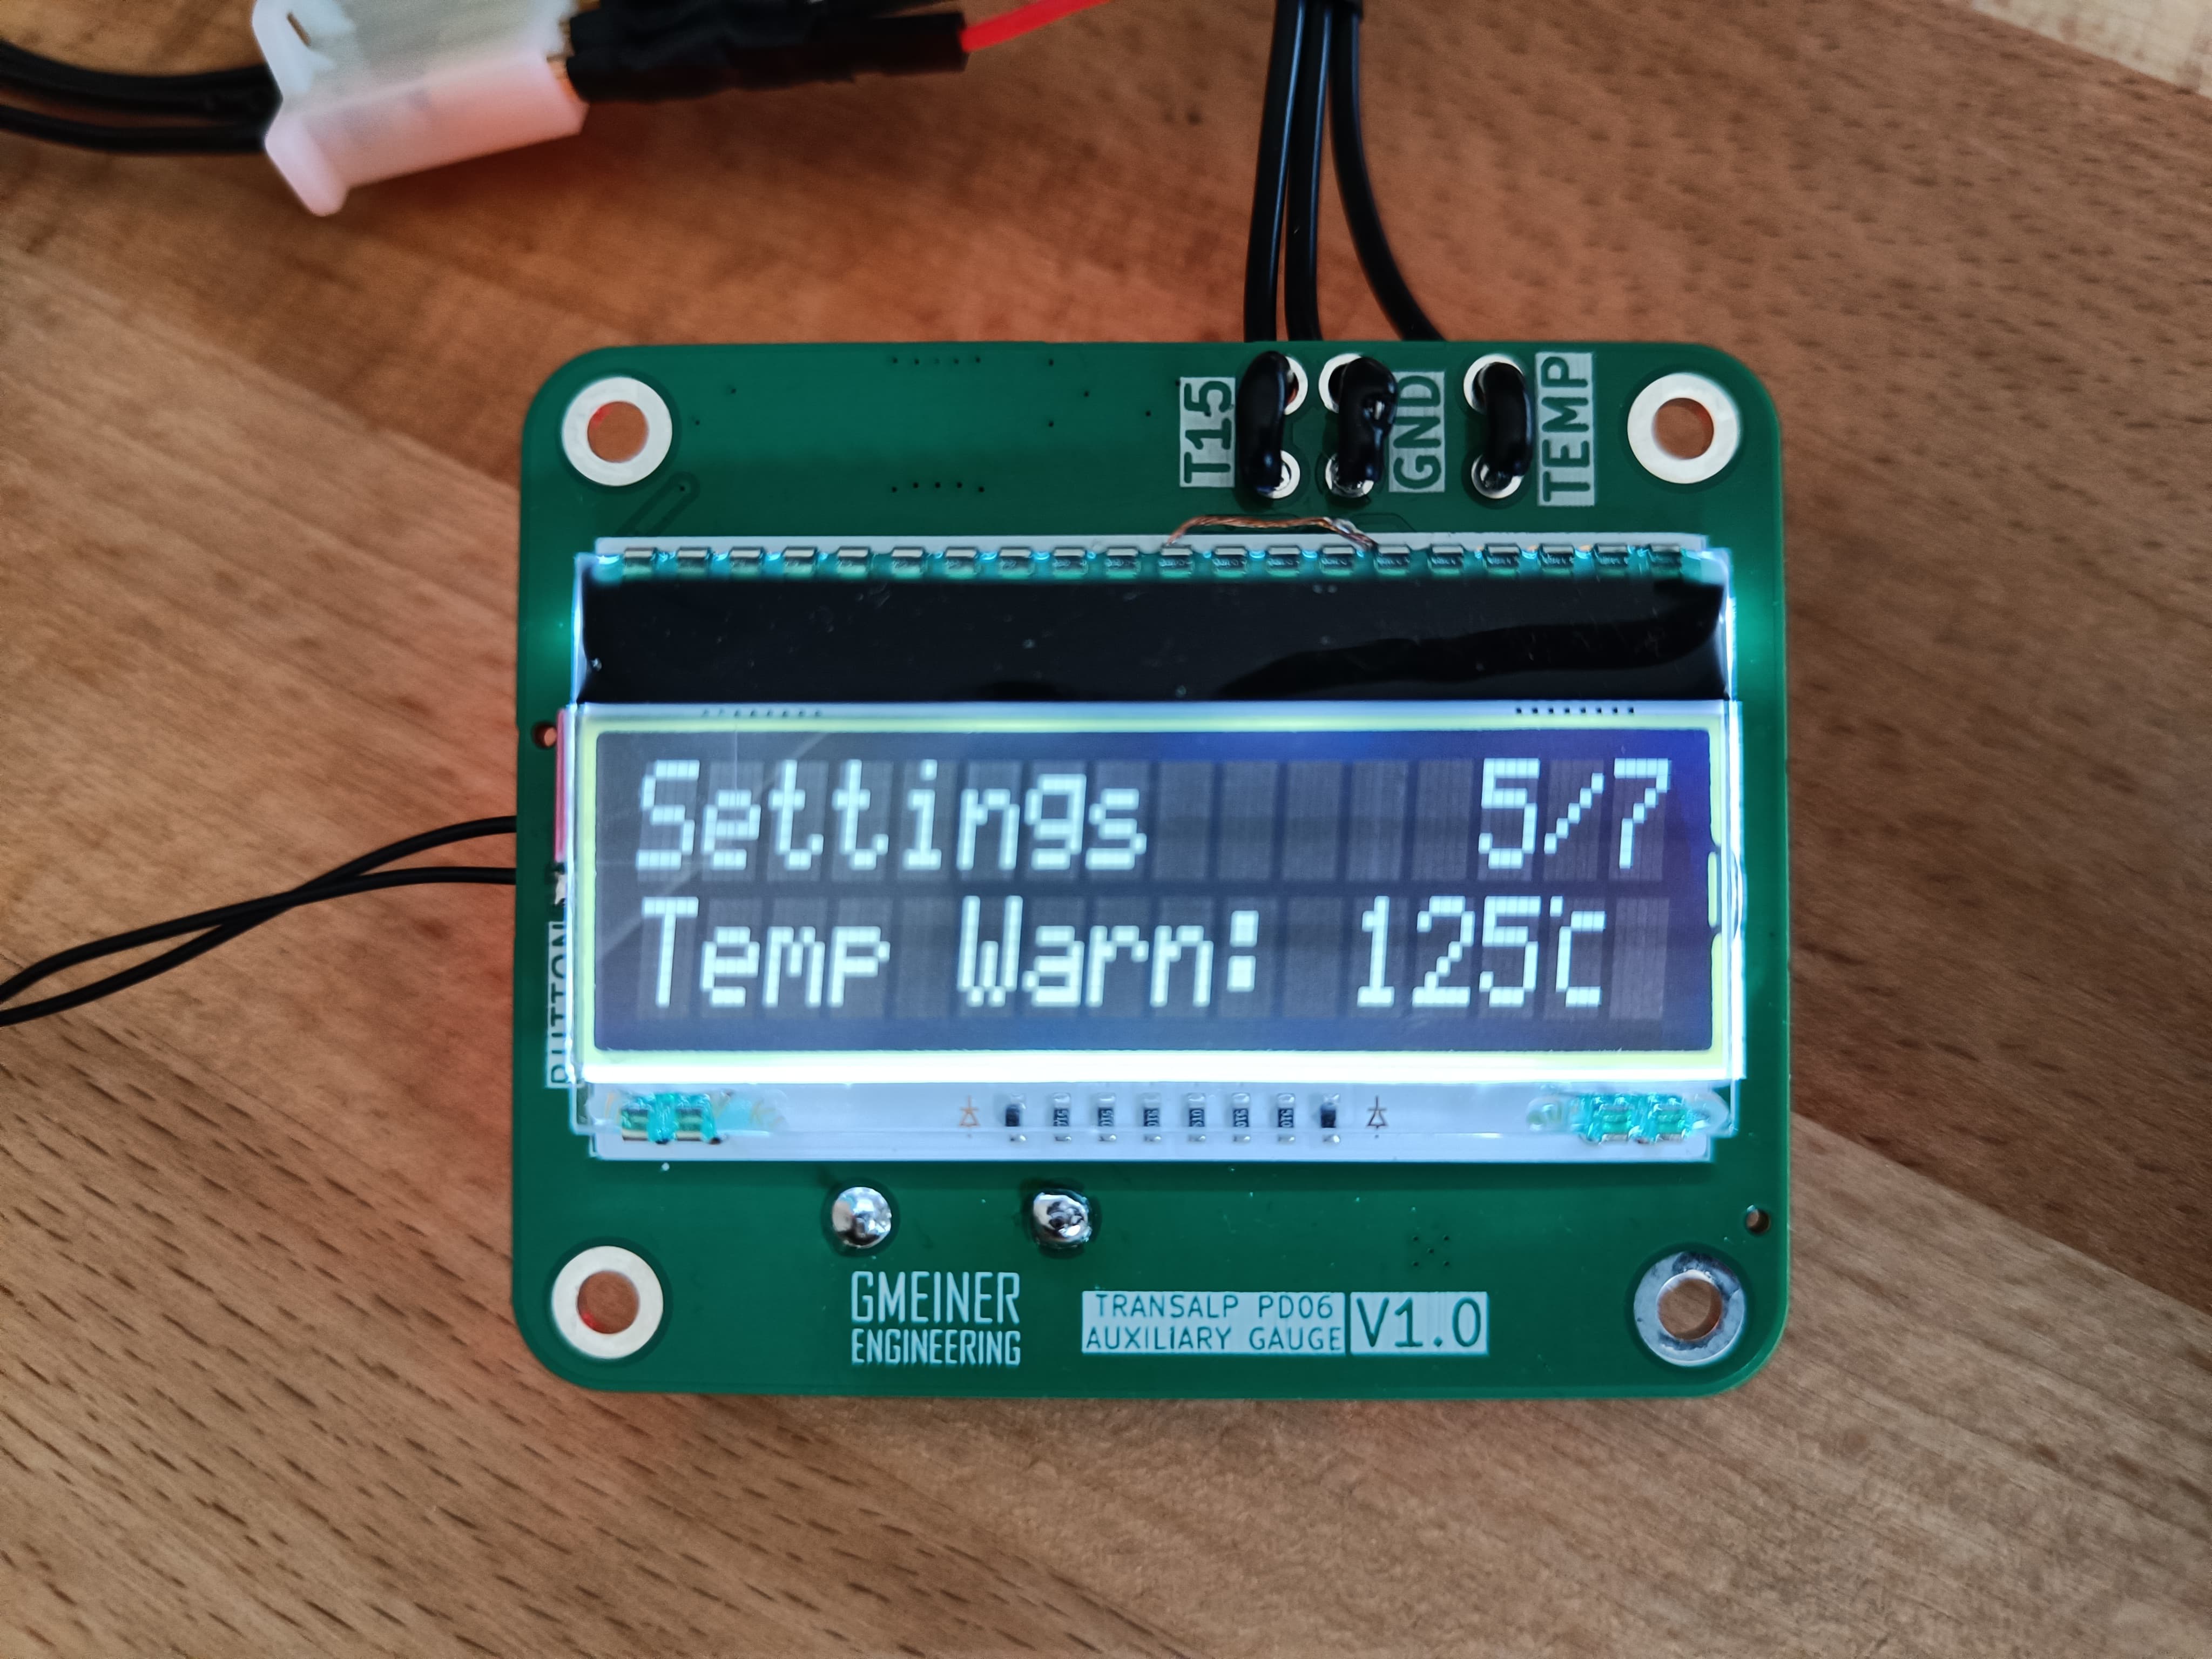 T15
GND
TEMP
Settings 5/7
Temp Warn: 125°C
BUTTON
GMEINER
ENGINEERING
TRANSALP PD06
AUXILIARY GAUGE
V1.0